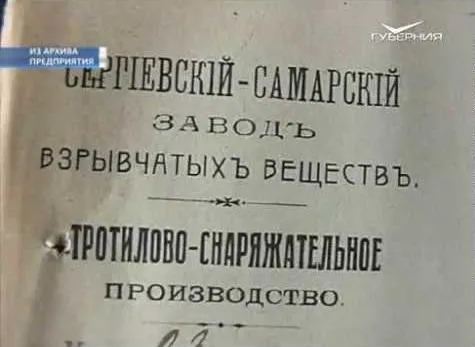 ИЗ АРХИВА
ПРЕДПРИЯТИЯ
ГУБЕРНИЯ
СЕРГІЕВСКІЙ-САМАРСКІЙ
ЗАВОДЪ
ВЗРЫВЧАТЫХЪ ВЕЩЕСТВЪ.
ТРОТИЛОВО-СНАРЯЖАТЕЛЬНОЕ
ПРОИЗВОДСТВО.